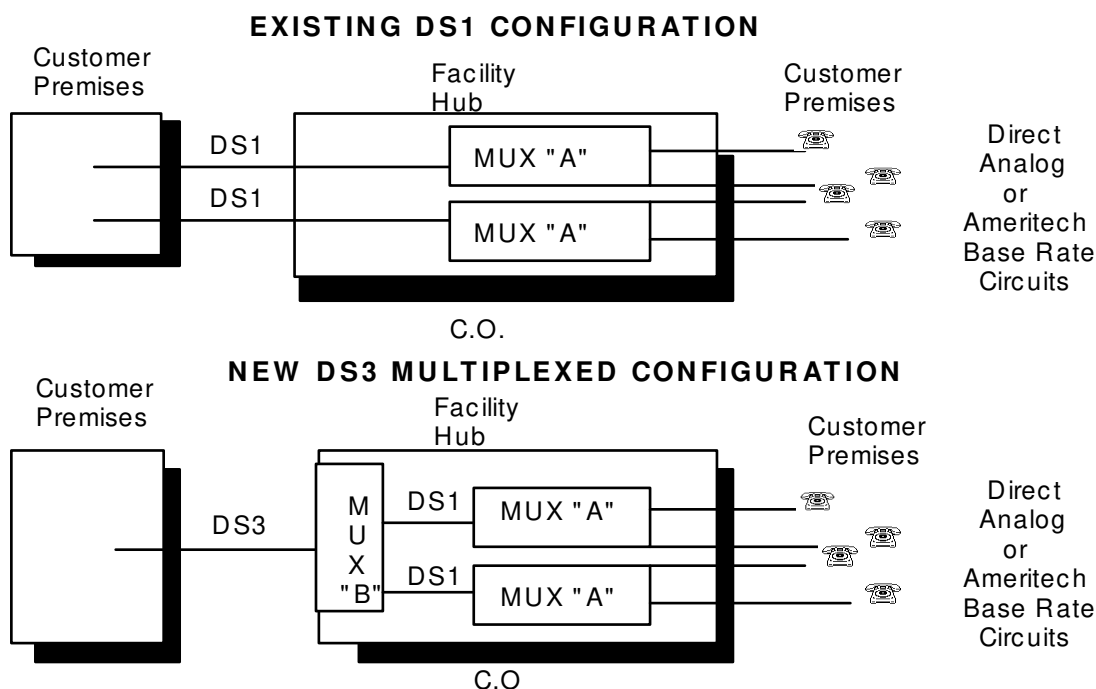 EXISTING DS1 CONFIGURATION
Customer
Premises
Facility
Hub
Customer
Premises
DS1
MUX "A"
DS1
MUX "A"
Direct
Analog
or
Ameritech
Base Rate
Circuits
C.O.
NEW DS3 MULTIPLEXED CONFIGURATION
Customer
Premises
Facility
Hub
Customer
Premises
DS3
M
U
X
"B"
DS1
MUX "A"
DS1
MUX "A"
Direct
Analog
or
Ameritech
Base Rate
Circuits
C.O